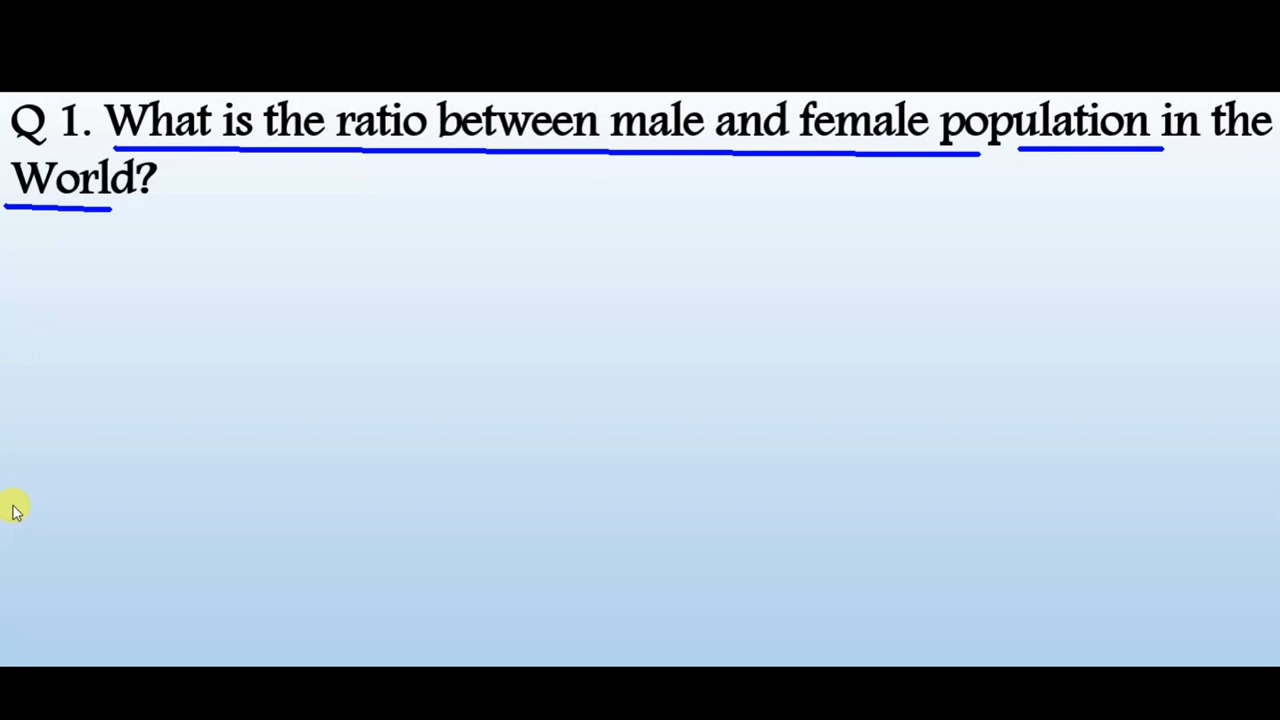 Q 1. What is the ratio between male and female population in the
World?